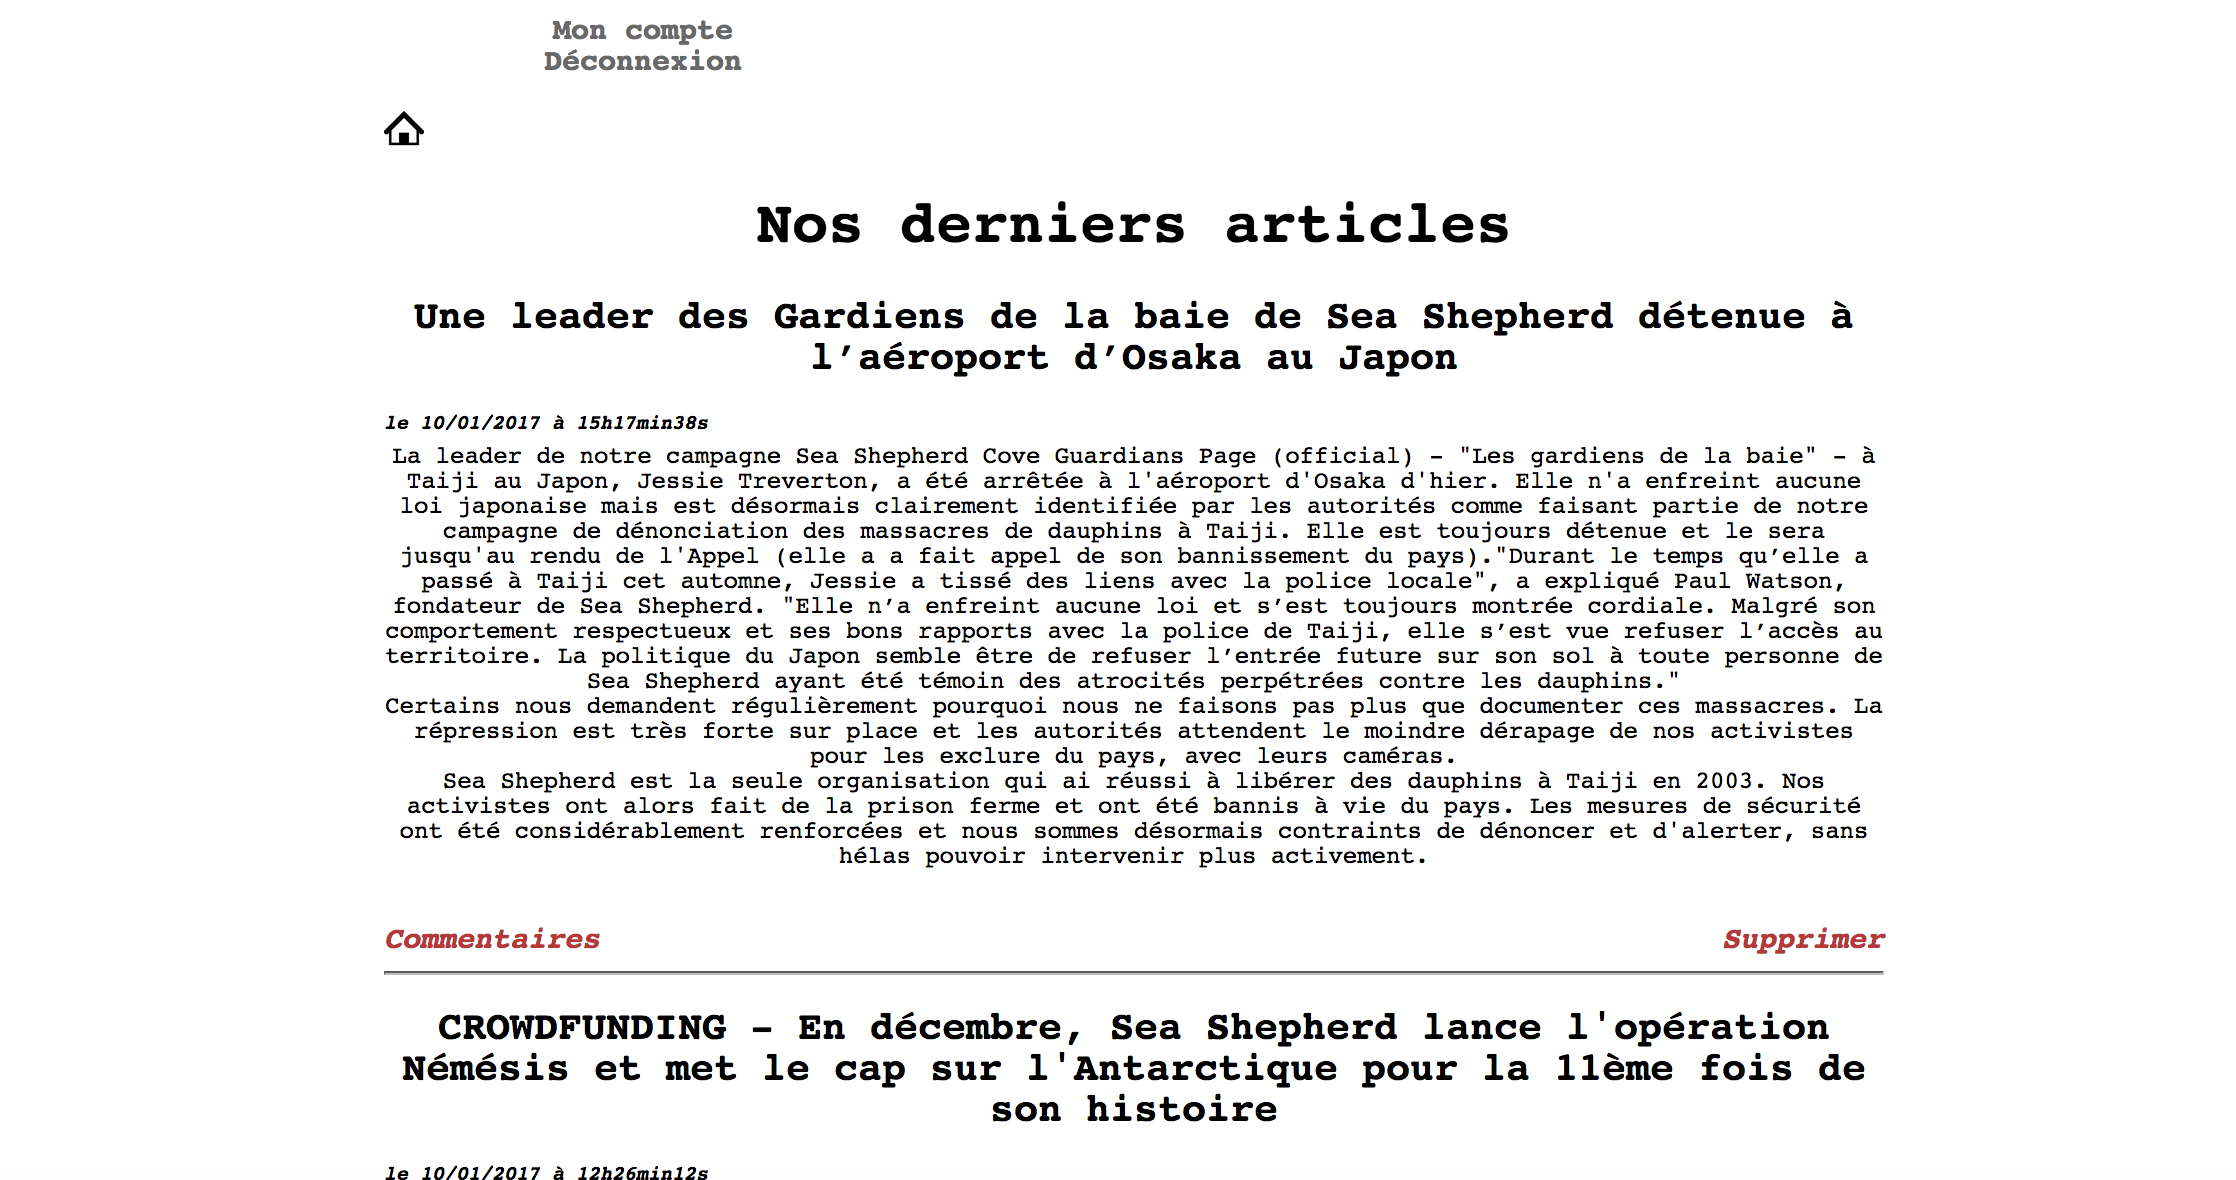 Mon compte
Déconnexion
Nos derniers articles
Une leader des Gardiens de la baie de Sea Shepherd détenue à
l’aéroport d’Osaka au Japon
le 10/01/2017 à 15h17min38s
La leader de notre campagne Sea Shepherd Cove Guardians Page (official) – "Les gardiens de la baie" – à
Taiji au Japon, Jessie Treverton, a été arrêtée à l'aéroport d'Osaka d'hier. Elle n'a enfreint aucune
loi japonaise mais est désormais clairement identifiée par les autorités comme faisant partie de notre
campagne de dénonciation des massacres de dauphins à Taiji. Elle est toujours détenue et le sera
jusqu'au rendu de l'Appel (elle a a fait appel de son bannissement du pays)."Durant le temps qu’elle a
passé à Taiji cet automne, Jessie a tissé des liens avec la police locale", a expliqué Paul Watson,
fondateur de Sea Shepherd. "Elle n’a enfreint aucune loi et s’est toujours montrée cordiale. Malgré son
comportement respectueux et ses bons rapports avec la police de Taiji, elle s’est vue refuser l’accès au
territoire. La politique du Japon semble être de refuser l’entrée future sur son sol à toute personne de
Sea Shepherd ayant été témoin des atrocités perpétrées contre les dauphins."
Certains nous demandent régulièrement pourquoi nous ne faisons pas plus que documenter ces massacres. La
répression est très forte sur place et les autorités attendent le moindre dérapage de nos activistes
pour les exclure du pays, avec leurs caméras.
Sea Shepherd est la seule organisation qui ai réussi à libérer des dauphins à Taiji en 2003. Nos
activistes ont alors fait de la prison ferme et ont été bannis à vie du pays. Les mesures de sécurité
ont été considérablement renforcées et nous sommes désormais contraints de dénoncer et d'alerter, sans
hélas pouvoir intervenir plus activement.
Commentaires
Supprimer
CROWDFUNDING – En décembre, Sea Shepherd lance l'opération
Némésis et met le cap sur l'Antarctique pour la 11ème fois de
son histoire
le 10/01/2017 à 12h26min12s